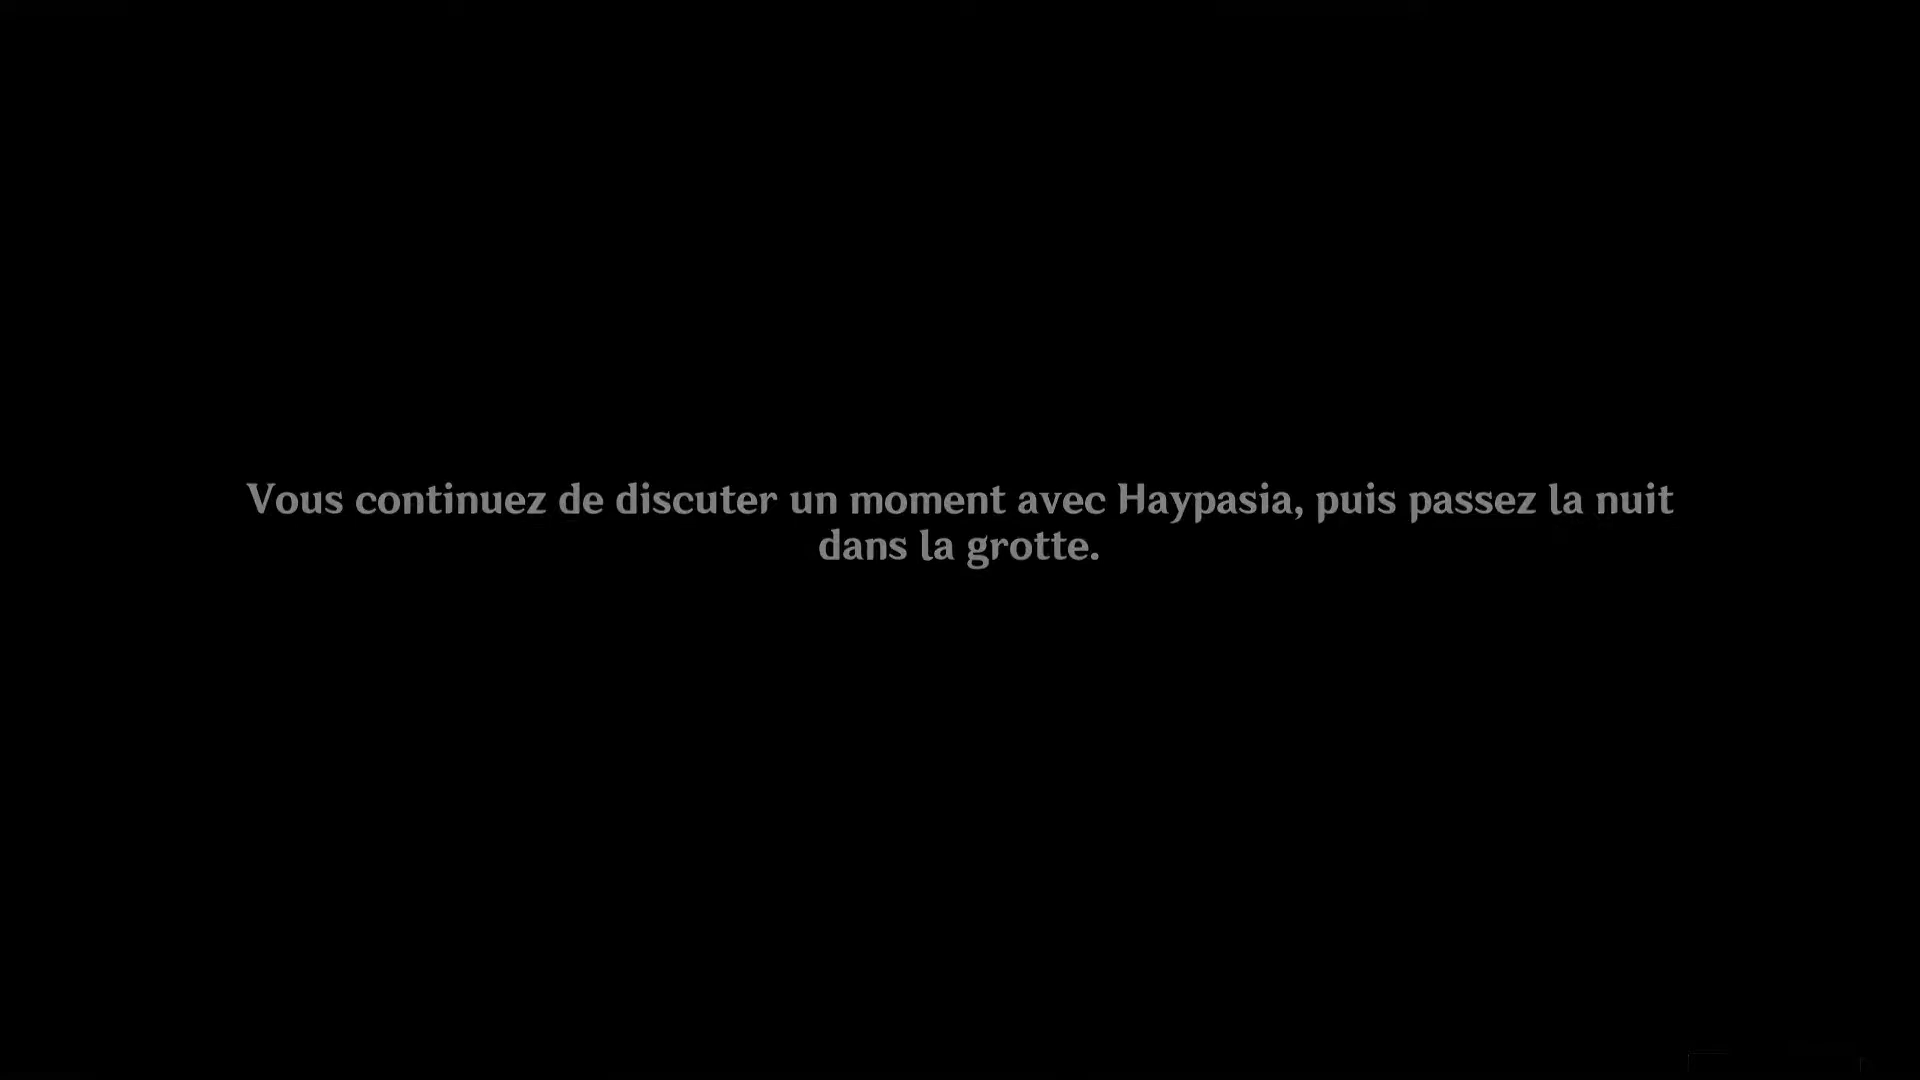 Vous continuez de discuter un moment avec Haypasia, puis passez la nuit
dans la grotte.